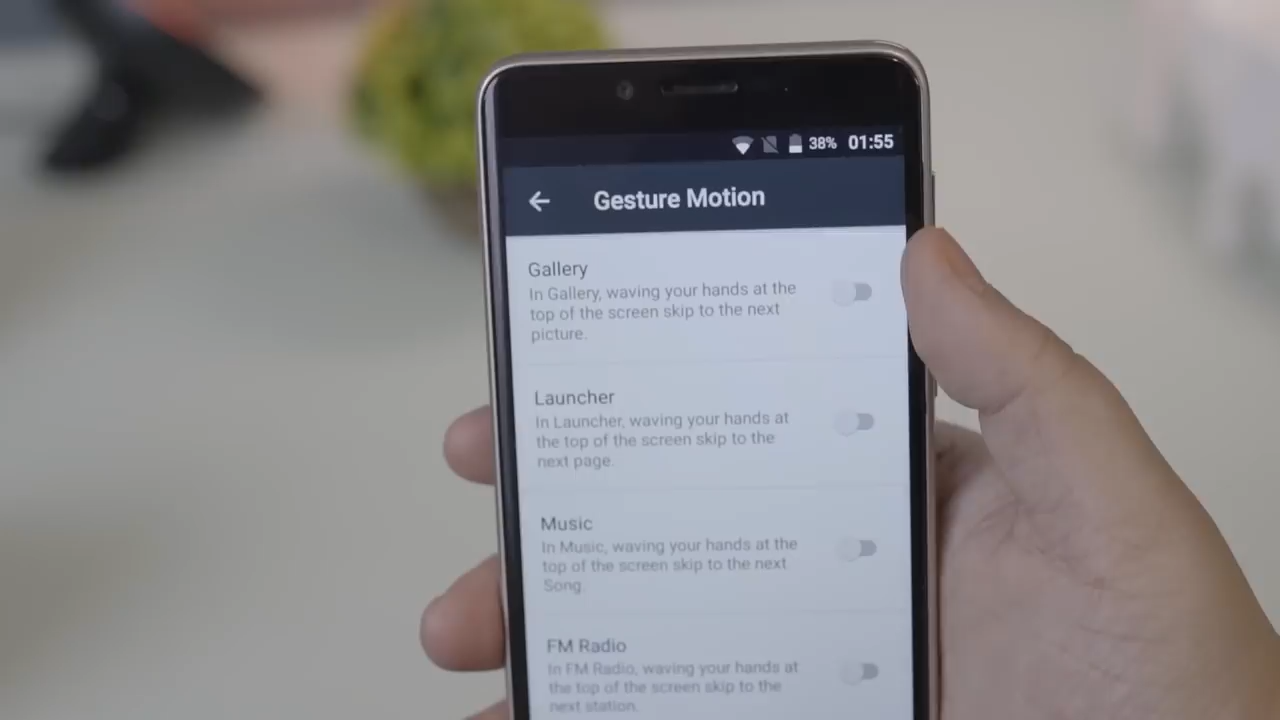 38% 01:55
Gesture Motion
Gallery
In Gallery, waving your hands at the
top of the screen skip to the next
picture.
Launcher
In Launcher, waving your hands at
the top of the screen skip to the
next page.
Music
In Music, waving your hands at the
top of the screen skip to the next
Song.
FM Radio
In FM Radio, waving your hands at
the top of the screen skip to the
next station.